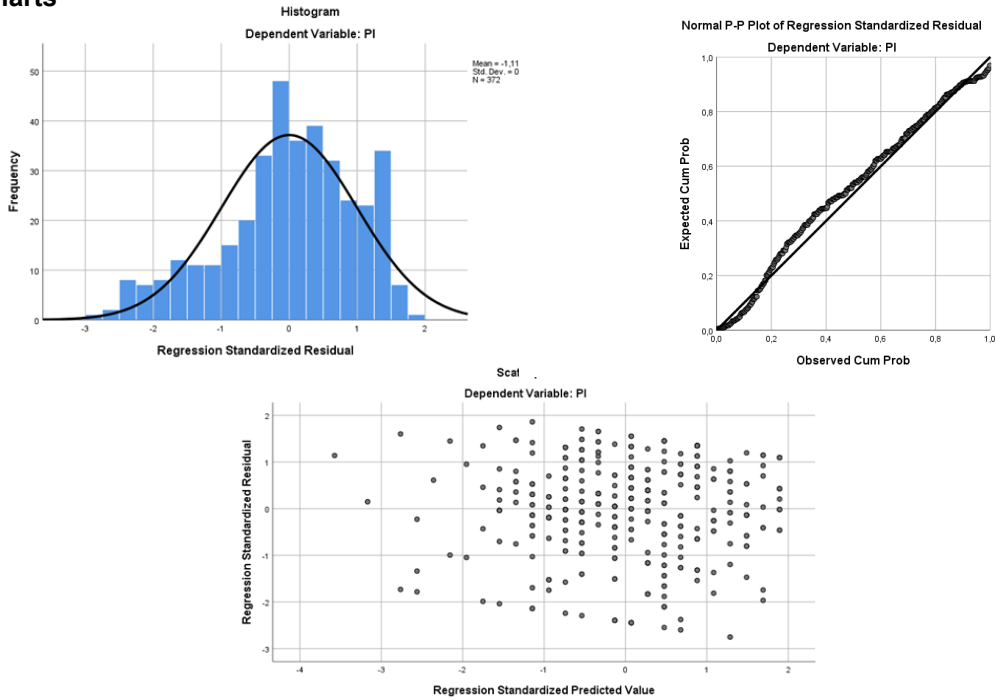 Histogram
Dependent Variable: PI
Mean = -1,11
Std. Dev. = 0
N = 372
Frequency
50
40
30
20
10
0
-3 -2 -1 0 1 2
Regression Standardized Residual
Normal P-P Plot of Regression Standardized Residual
Dependent Variable: PI
Expected Cum Prob
1,0
0,8
0,6
0,4
0,2
0,0
0,0 0,2 0,4 0,6 0,8 1,0
Observed Cum Prob
Dependent Variable: PI
Regression Standardized Residual
2
1
0
-1
-2
-3
-4 -3 -2 -1 0 1 2
Regression Standardized Predicted Value